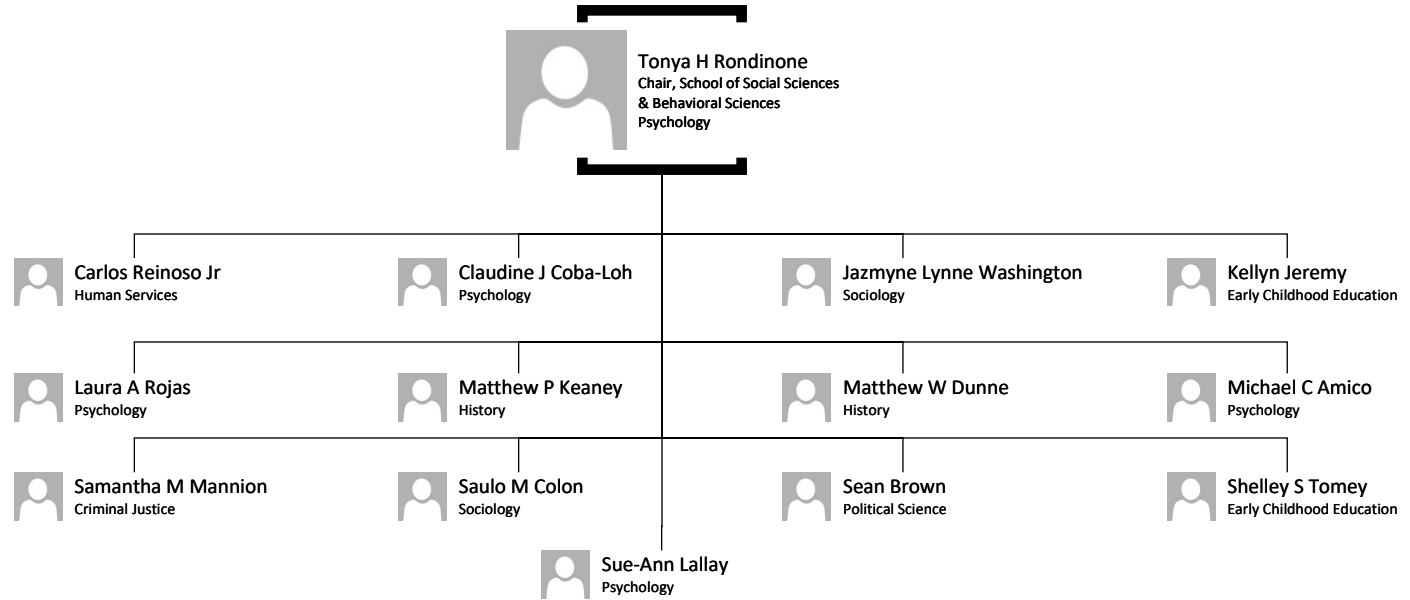 Tonya H Rondinone
Chair, School of Social Sciences
& Behavioral Sciences
Psychology
Carlos Reinoso Jr
Human Services
Claudine J Coba-Loh
Psychology
Jazmyne Lynne Washington
Sociology
Kellyn Jeremy
Early Childhood Education
Laura A Rojas
Psychology
Matthew P Keaney
History
Matthew W Dunne
History
Michael C Amico
Psychology
Samantha M Mannion
Criminal Justice
Saulo M Colon
Sociology
Sean Brown
Political Science
Shelley S Tomey
Early Childhood Education
Sue-Ann Lallay
Psychology